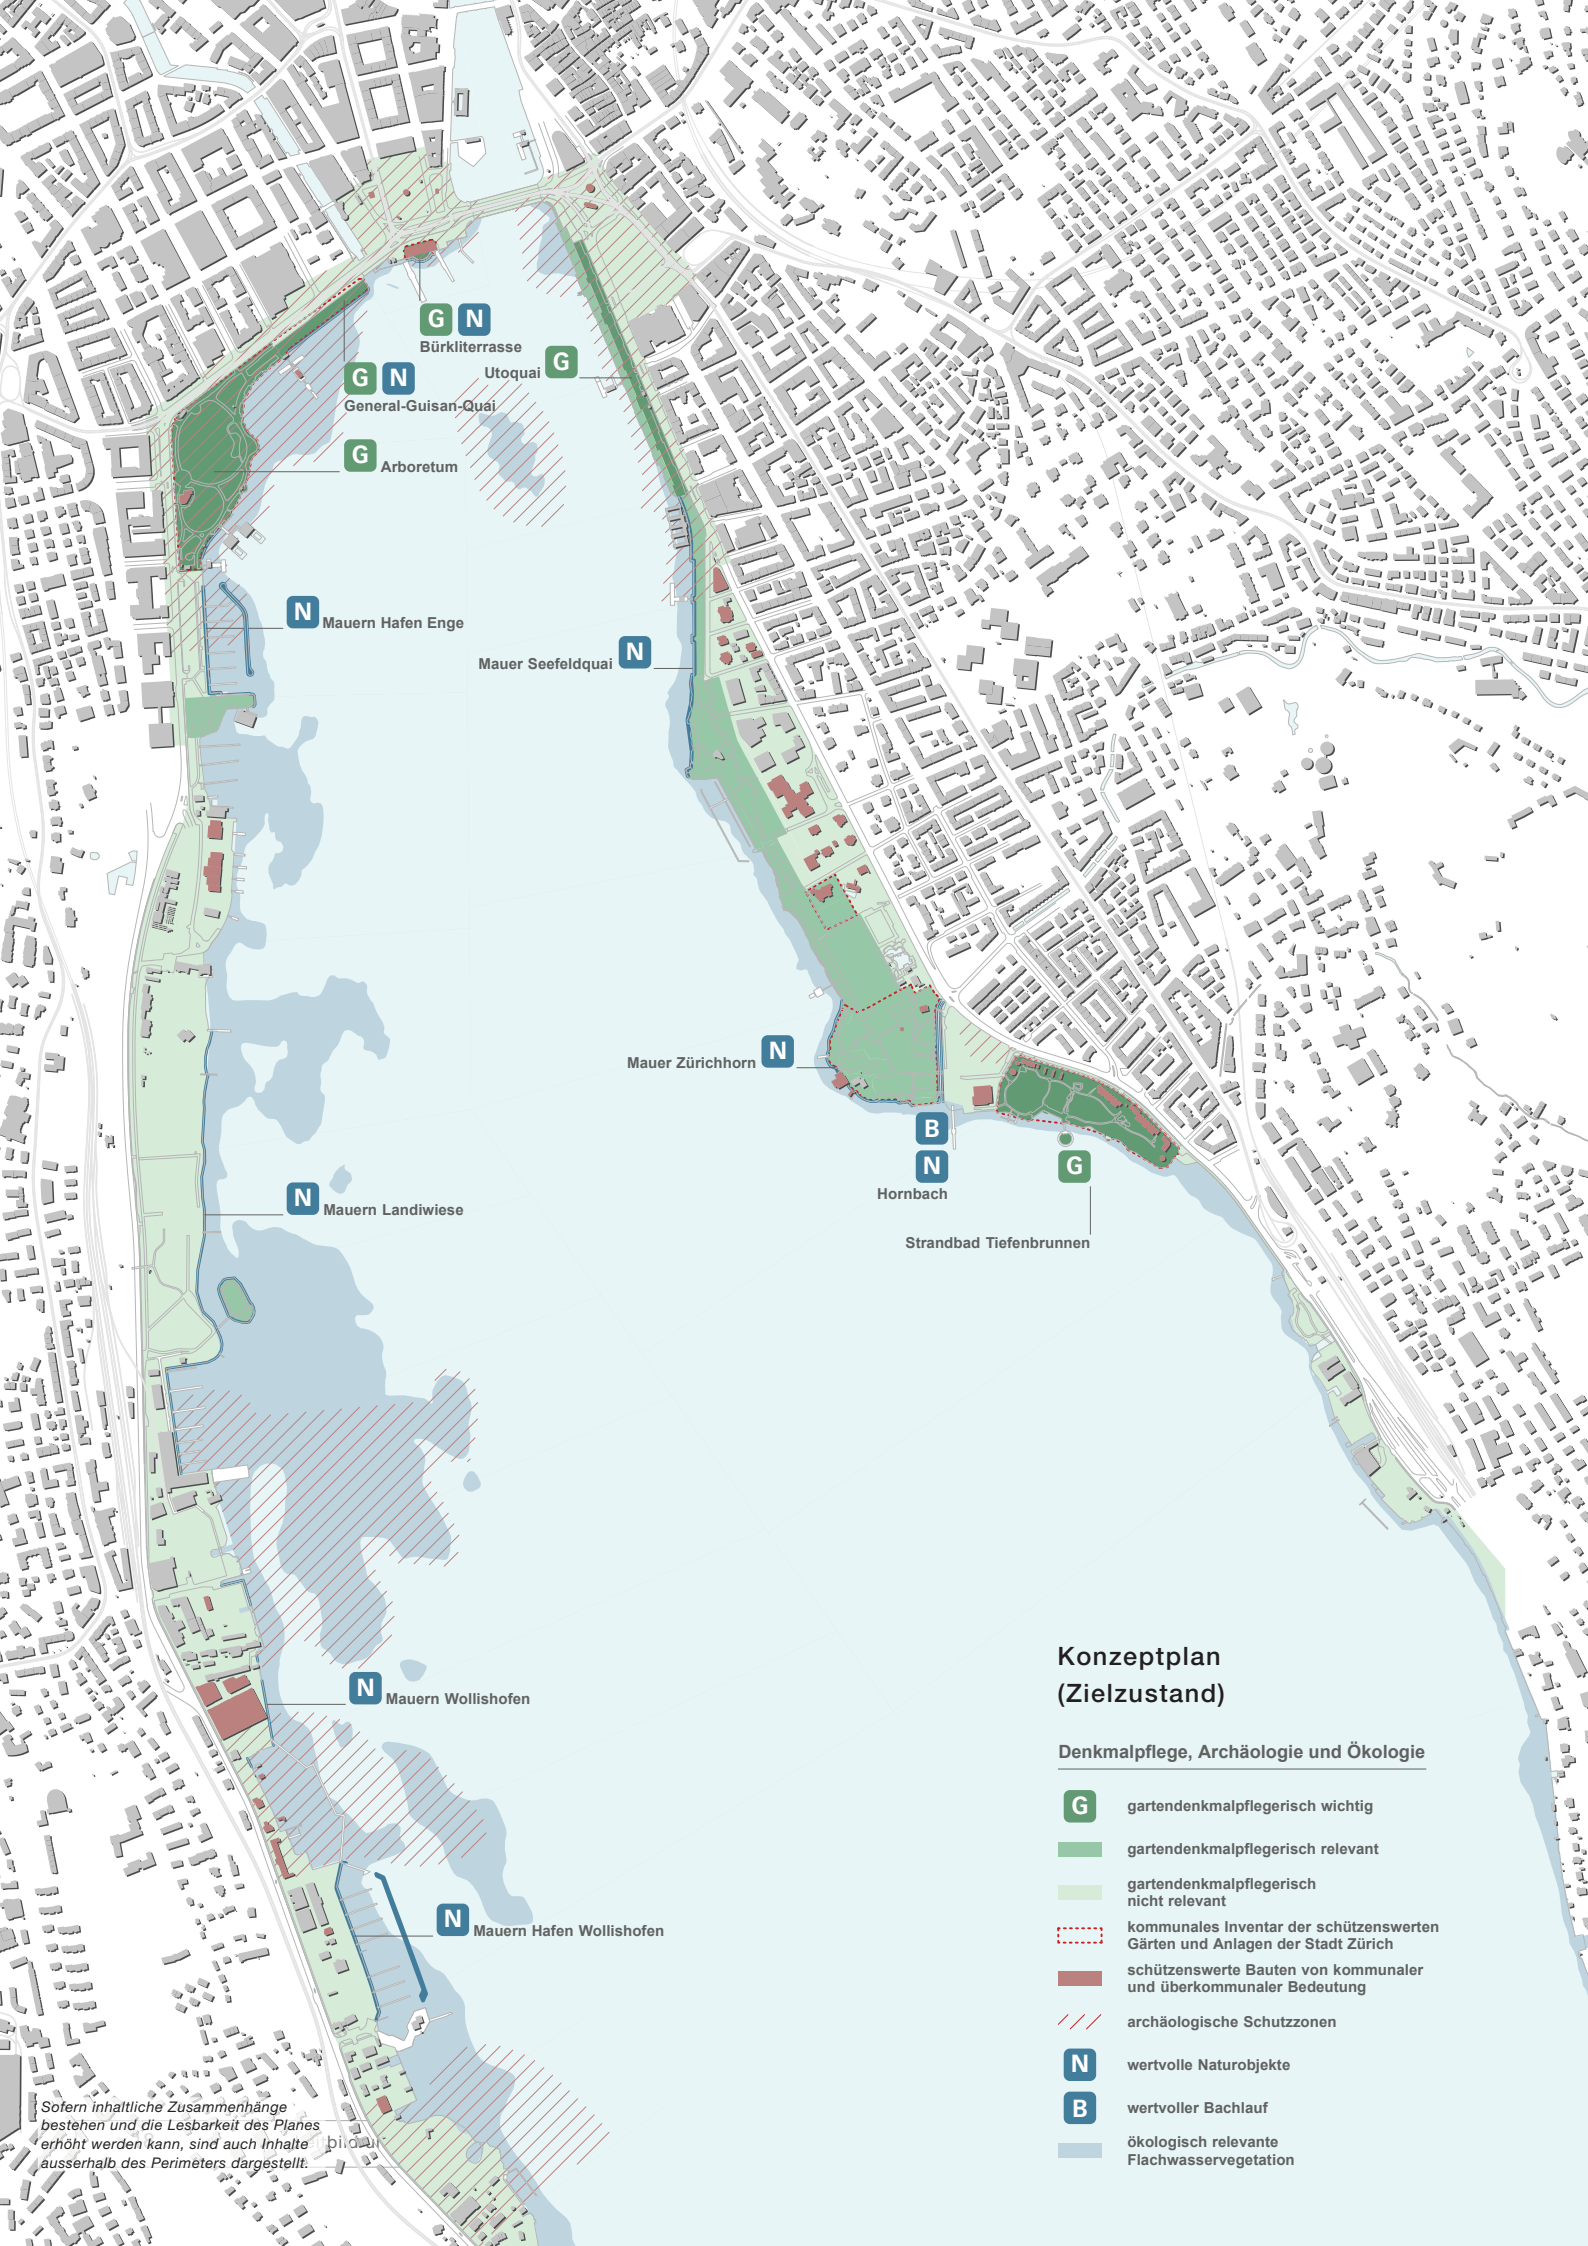 G N
Bürkliterrasse
Utoquai G
G N
General-Guisan-Quai
G Arboretum
N Mauern Hafen Enge
Mauer Seefeldquai N
Mauer Zürichhorn N
B
N
Hornbach
G
Strandbad Tiefenbrunnen
N Mauern Landiwiese
N Mauern Wollishofen
N Mauern Hafen Wollishofen
Konzeptplan
(Zielzustand)
Denkmalpflege, Archäologie und Ökologie
G gartendenkmalpflegerisch wichtig
gartendenkmalpflegerisch relevant
gartendenkmalpflegerisch
nicht relevant
kommunales Inventar der schützenswerten
Gärten und Anlagen der Stadt Zürich
schützenswerte Bauten von kommunaler
und überkommunaler Bedeutung
archäologische Schutzzonen
N wertvolle Naturobjekte
B wertvoller Bachlauf
ökologisch relevante
Flachwasservegetation
Sofern inhaltliche Zusammenhänge
bestehen und die Lesbarkeit des Planes
erhöht werden kann, sind auch Inhalte
ausserhalb des Perimeters dargestellt.